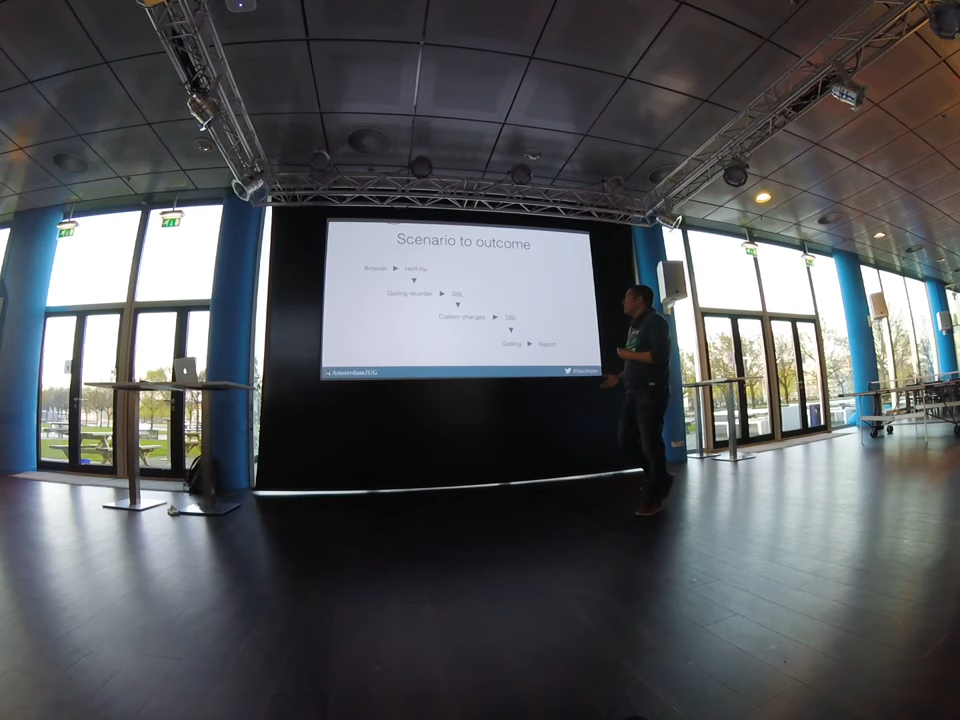 Scenario to outcome
Browser ▶ HAR file
▼
Gatling recorder ▶ DSL
▼
Custom changes ▶ DSL
▼
Gatling ▶ Report
AmsterdamJUG